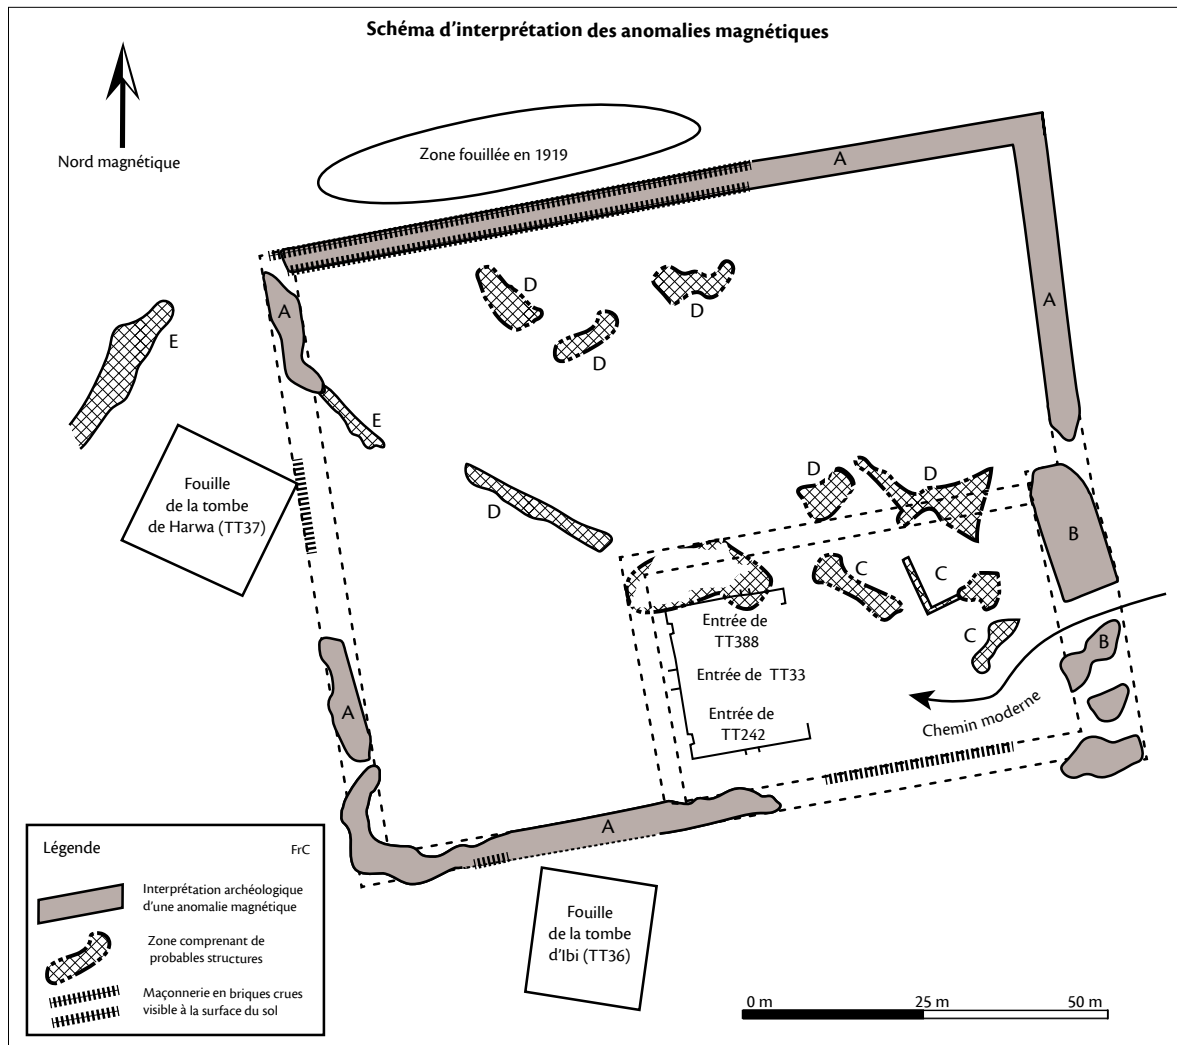 Schéma d'interprétation des anomalies magnétiques
Nord magnétique
Zone fouillée en 1919
A
A
A
E
E
D
D
D
Fouille
de la tombe
de Harwa (TT37)
D
D
D
B
C
C
C
B
Entrée de
TT388
Entrée de TT33
Entrée de
TT242
Chemin moderne
A
A
Fouille
de la tombe
d'Ibi (TT36)
Légende
FrC
Interprétation archéologique
d'une anomalie magnétique
Zone comprenant de
probables structures
Maçonnerie en briques crues
visible à la surface du sol
0 m 25 m 50 m